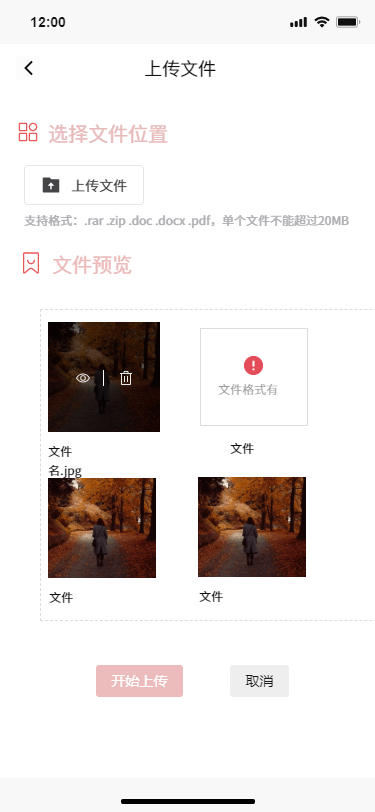 12:00
上传文件
选择文件位置
上传文件
支持格式：.rar .zip .doc .docx .pdf，单个文件不能超过20MB
文件预览
文件格式有
文件
名.jpg
文件
文件
文件
开始上传
取消